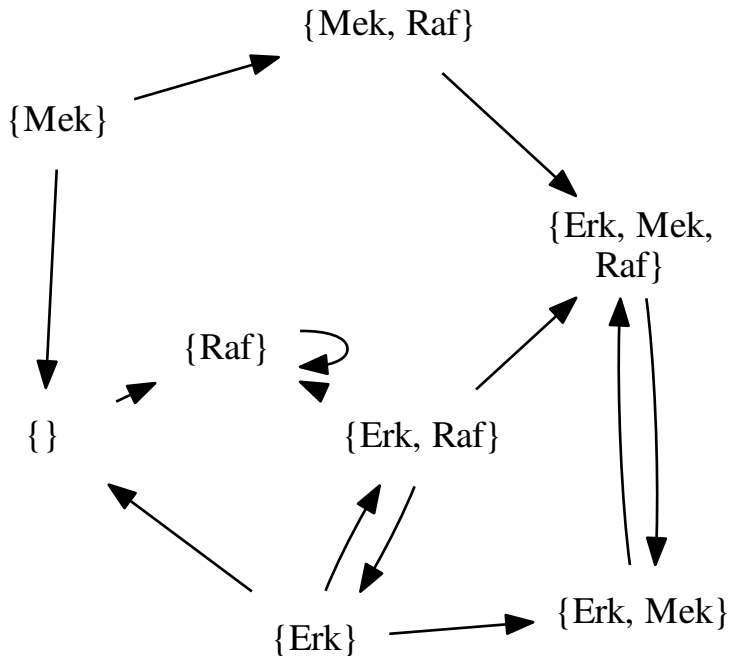 {Mek, Raf}
{Mek}
{Erk, Mek,
Raf}
{Raf}
{}
{Erk, Raf}
{Erk, Mek}
{Erk}